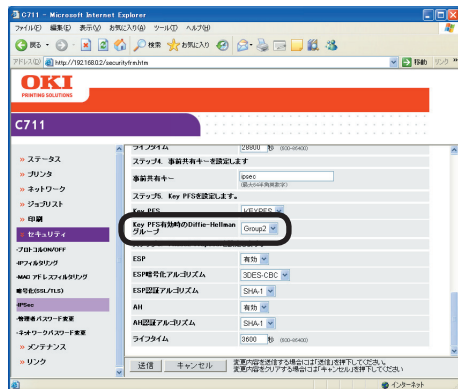 C711 - Microsoft Internet Explorer
ファイル(F) 編集(E) 表示(V) お気に入り(A) ツール(T) ヘルプ(H)
戻る 検索 お気に入り
アドレス(D) http://192.168.0.2/securityfrm.htm 移動 リンク
OKI
PRINTING SOLUTIONS
C711
» ステータス
» プリンタ
» ネットワーク
» ジョブリスト
» 印刷
» セキュリティ
・プロトコルON/OFF
・IPフィルタリング
・MAC アドレスフィルタリング
・暗号化(SSL/TLS)
・IPSec
・管理者パスワード変更
・ネットワークパスワード変更
» メンテナンス
» リンク
ライフタイム 28800 秒 (600-86400)
ステップ4. 事前共有キーを設定します
事前共有キー ipsec
(最大64半角英数字)
ステップ5. Key PFSを設定します。
Key PFS KEYPFS
Key PFS有効時のDiffie-Hellman
グループ Group2
ESP 有効
ESP暗号化アルゴリズム 3DES-CBC
ESP認証アルゴリズム SHA-1
AH 有効
AH認証アルゴリズム SHA-1
ライフタイム 3600 秒 (600-86400)
送信 キャンセル 変更内容を送信する場合には「送信」を押下してください。
変更内容をクリアする場合には「キャンセル」を押下してください。
インターネット